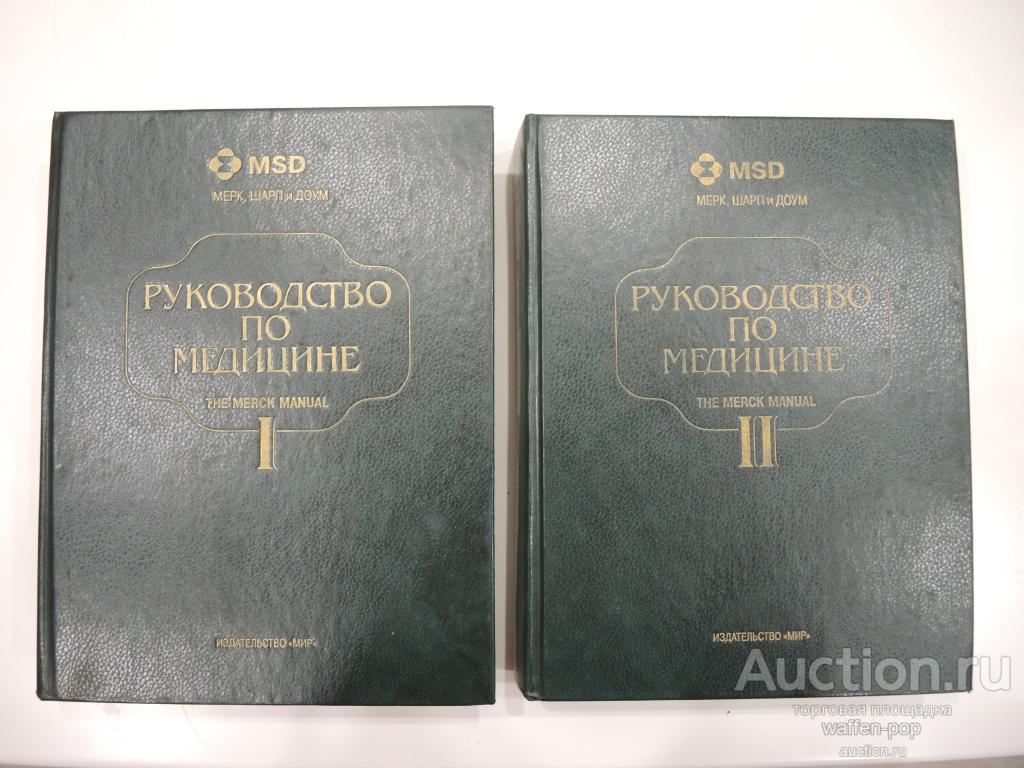 MSD
МЕРК, ШАРП и ДОУМ
РУКОВОДСТВО
ПО
МЕДИЦИНЕ
THE MERCK MANUAL
I
ИЗДАТЕЛЬСТВО «МИР»
MSD
МЕРК, ШАРП и ДОУМ
РУКОВОДСТВО
ПО
МЕДИЦИНЕ
THE MERCK MANUAL
II
ИЗДАТЕЛЬСТВО «МИР»
Auction.ru
торговая площадка
waffen-pop
auction.ru